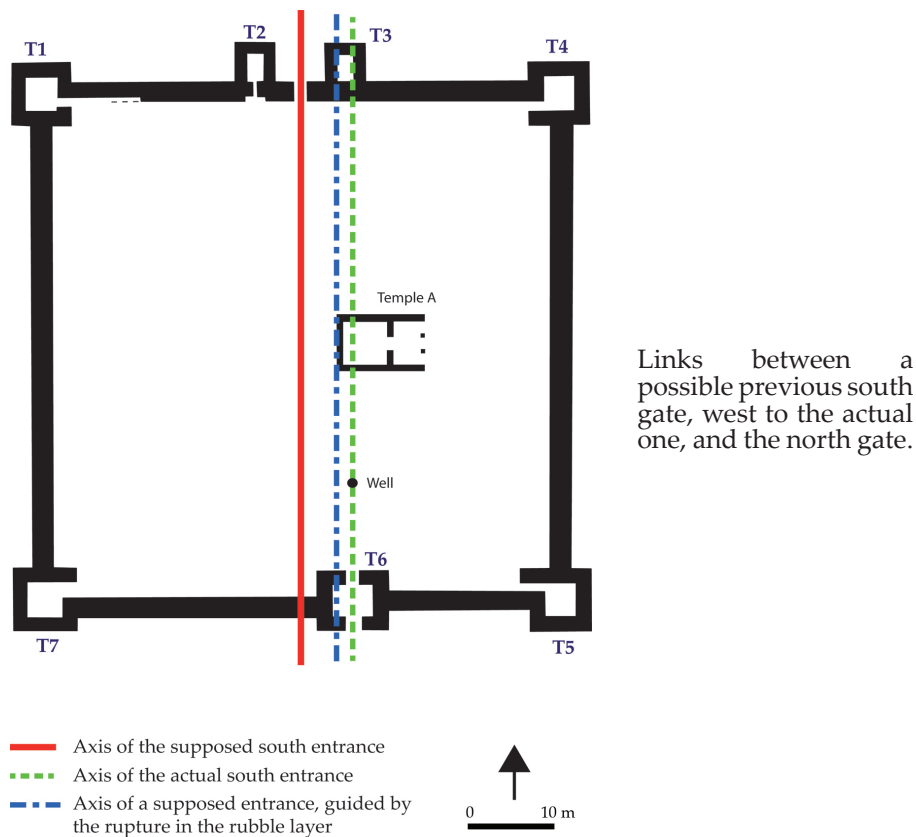 T1
T2
T3
T4
Temple A
Links between a
possible previous south
gate, west to the actual
one, and the north gate.
Well
T6
T7
T5
Axis of the supposed south entrance
Axis of the actual south entrance
Axis of a supposed entrance, guided by
the rupture in the rubble layer
0 10 m